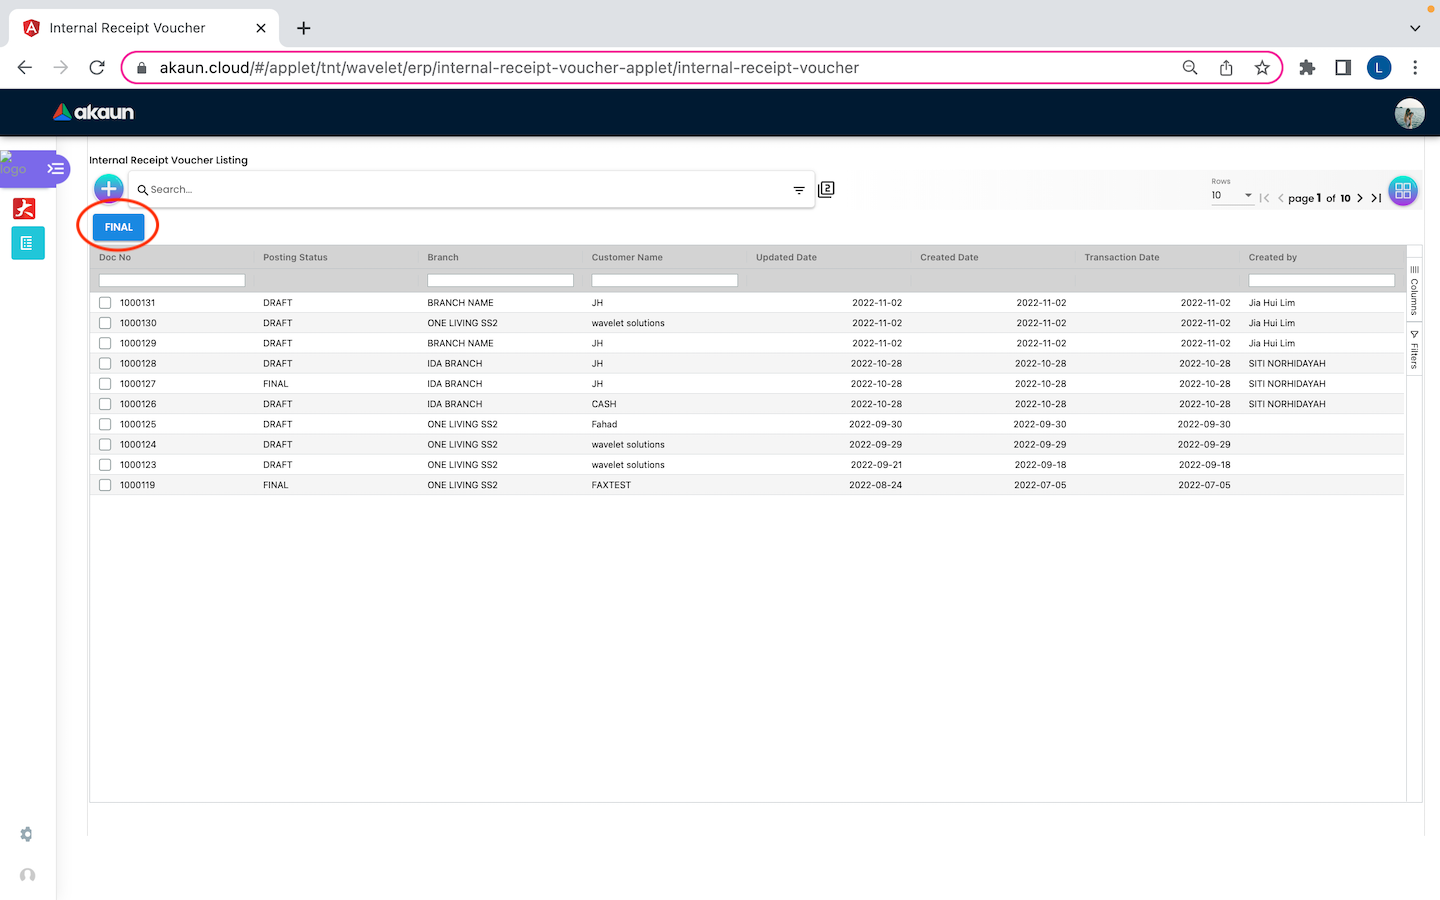 Internal Receipt Voucher
akaun.cloud/#/applet/tnt/wavelet/erp/internal-receipt-voucher-applet/internal-receipt-voucher
L
akaun
logo
Internal Receipt Voucher Listing
Search...
2
Rows
10
page 1 of 10
FINAL
Doc No Posting Status Branch Customer Name Updated Date Created Date Transaction Date Created by
1000131 DRAFT BRANCH NAME JH 2022-11-02 2022-11-02 2022-11-02 Jia Hui Lim
1000130 DRAFT ONE LIVING SS2 wavelet solutions 2022-11-02 2022-11-02 2022-11-02 Jia Hui Lim
1000129 DRAFT BRANCH NAME JH 2022-11-02 2022-11-02 2022-11-02 Jia Hui Lim
1000128 DRAFT IDA BRANCH JH 2022-10-28 2022-10-28 2022-10-28 SITI NORHIDAYAH
1000127 FINAL IDA BRANCH JH 2022-10-28 2022-10-28 2022-10-28 SITI NORHIDAYAH
1000126 DRAFT IDA BRANCH CASH 2022-10-28 2022-10-28 2022-10-28 SITI NORHIDAYAH
1000125 DRAFT ONE LIVING SS2 Fahad 2022-09-30 2022-09-30 2022-09-30
1000124 DRAFT ONE LIVING SS2 wavelet solutions 2022-09-29 2022-09-29 2022-09-29
1000123 DRAFT ONE LIVING SS2 wavelet solutions 2022-09-21 2022-09-18 2022-09-18
1000119 FINAL ONE LIVING SS2 FAXTEST 2022-08-24 2022-07-05 2022-07-05
Columns
Filters